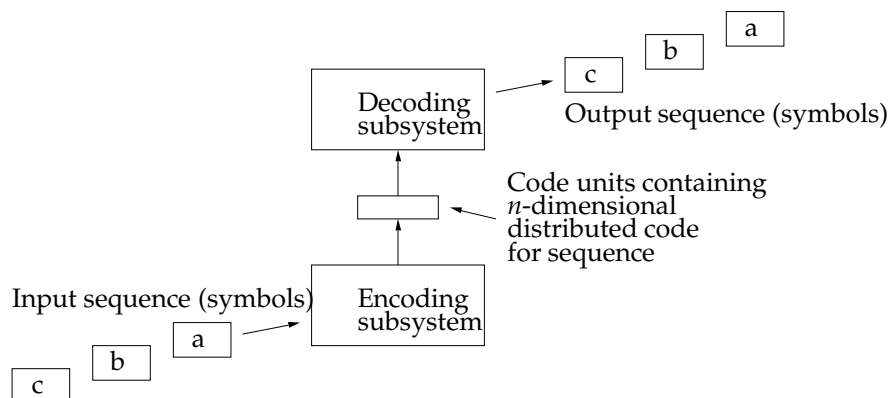 a
b
c
Decoding
subsystem
Output sequence (symbols)
Code units containing
n-dimensional
distributed code
for sequence
Input sequence (symbols)
Encoding
subsystem
a
b
c